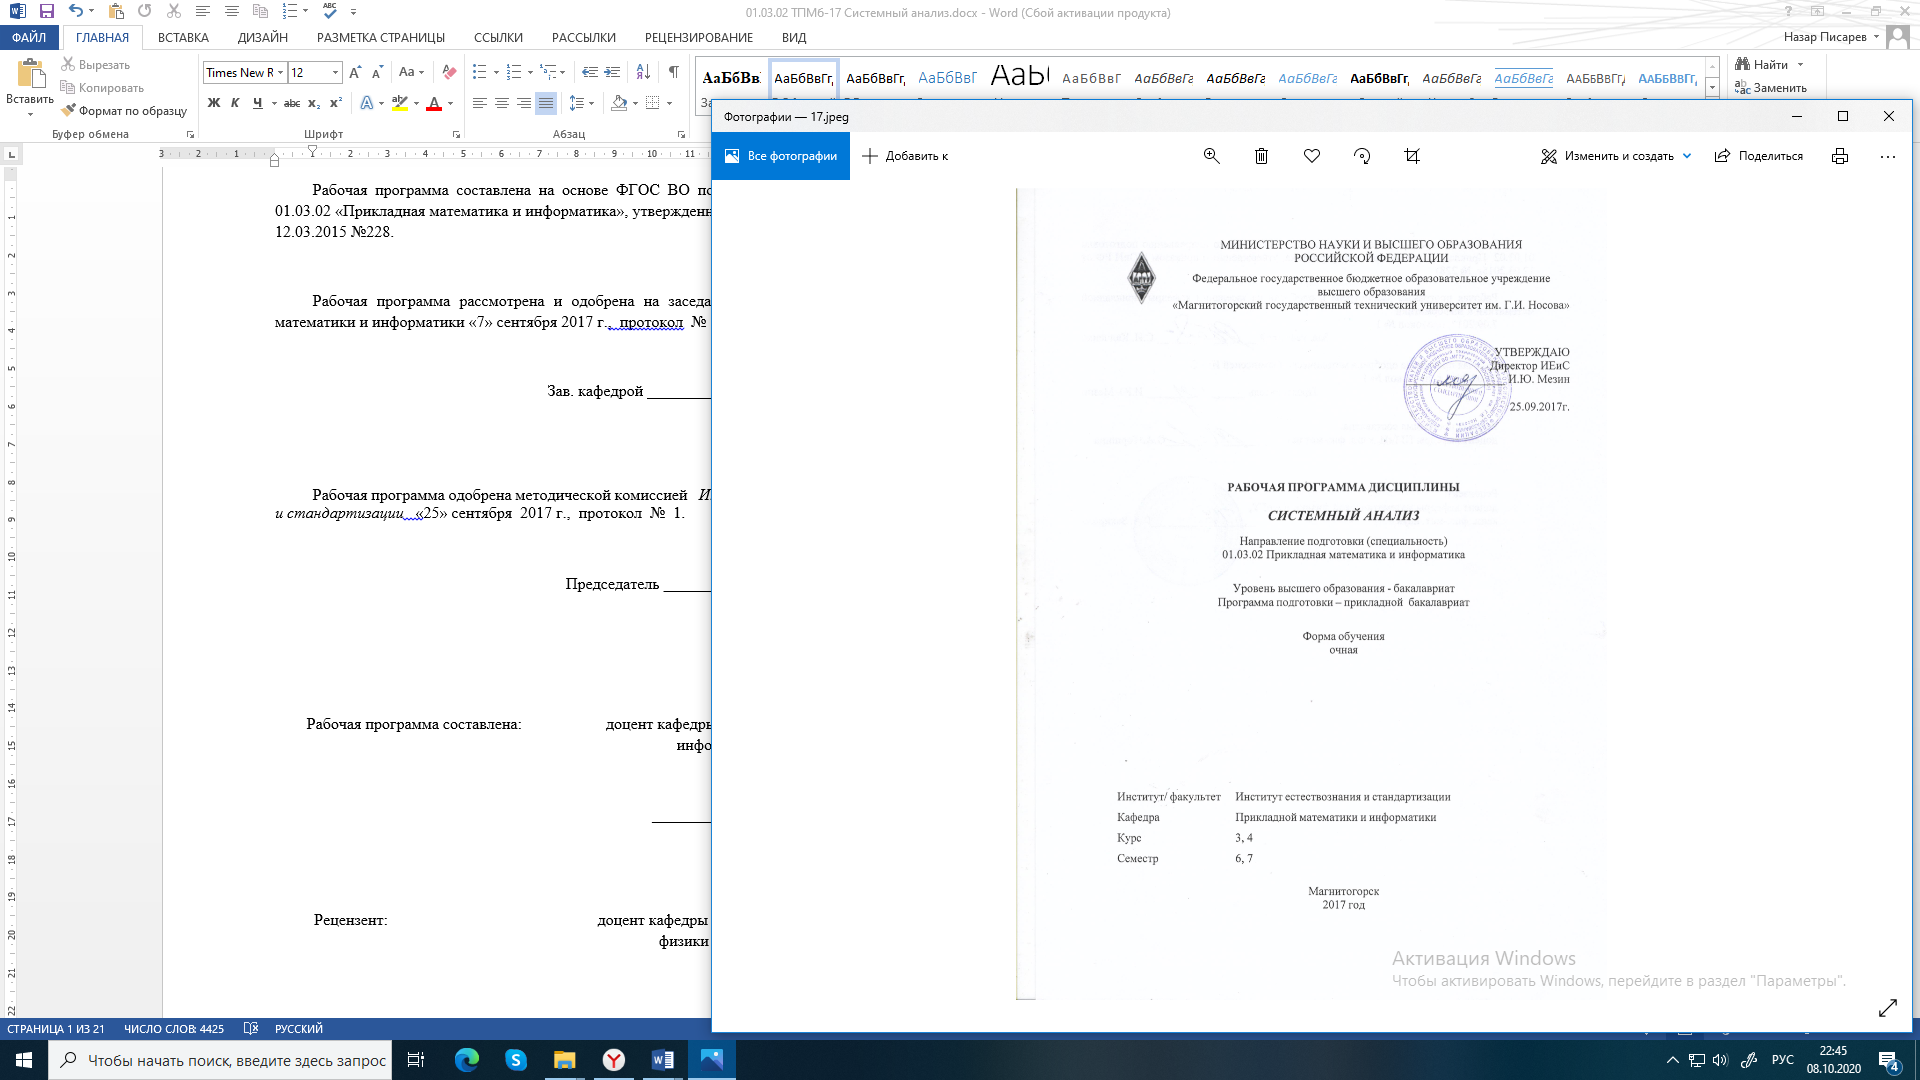 01.03.02 ТПМб-17 Системный анализ.docx - Word (Сбой активации продукта)
ФАЙЛ ГЛАВНАЯ ВСТАВКА ДИЗАЙН РАЗМЕТКА СТРАНИЦЫ ССЫЛКИ РАССЫЛКИ РЕЦЕНЗИРОВАНИЕ ВИД Назар Писарев
Вставить
Вырезать
Копировать
Формат по образцу
Буфер обмена
Times New R 12
Шрифт
Абзац
Найти
Заменить
Рабочая программа составлена на основе ФГОС ВО по
01.03.02 «Прикладная математика и информатика», утвержденн
12.03.2015 №228.
Рабочая программа рассмотрена и одобрена на заседа
математики и информатики «7» сентября 2017 г., протокол №
Зав. кафедрой
Рабочая программа одобрена методической комиссией
и стандартизации «25» сентября 2017 г., протокол № 1.
Председатель
Рабочая программа составлена: доцент кафедры
инфо
Рецензент: доцент кафедры
физики
СТРАНИЦА 1 ИЗ 21 ЧИСЛО СЛОВ: 4425 РУССКИЙ
Фотографии — 17.jpeg
Все фотографии Добавить к Изменить и создать Поделиться
МИНИСТЕРСТВО НАУКИ И ВЫСШЕГО ОБРАЗОВАНИЯ
РОССИЙСКОЙ ФЕДЕРАЦИИ
Федеральное государственное бюджетное образовательное учреждение
высшего образования
«Магнитогорский государственный технический университет им. Г.И. Носова»
УТВЕРЖДАЮ
Директор ИЕиС
И.Ю. Мезин
25.09.2017г.
РАБОЧАЯ ПРОГРАММА ДИСЦИПЛИНЫ
СИСТЕМНЫЙ АНАЛИЗ
Направление подготовки (специальность)
01.03.02 Прикладная математика и информатика
Уровень высшего образования - бакалавриат
Программа подготовки – прикладной бакалавриат
Форма обучения
очная
Институт/ факультет Институт естествознания и стандартизации
Кафедра Прикладной математики и информатики
Курс 3, 4
Семестр 6, 7
Магнитогорск
2017 год
Активация Windows
Чтобы активировать Windows, перейдите в раздел "Параметры".
Чтобы начать поиск, введите здесь запрос
РУС
22:45
08.10.2020
4